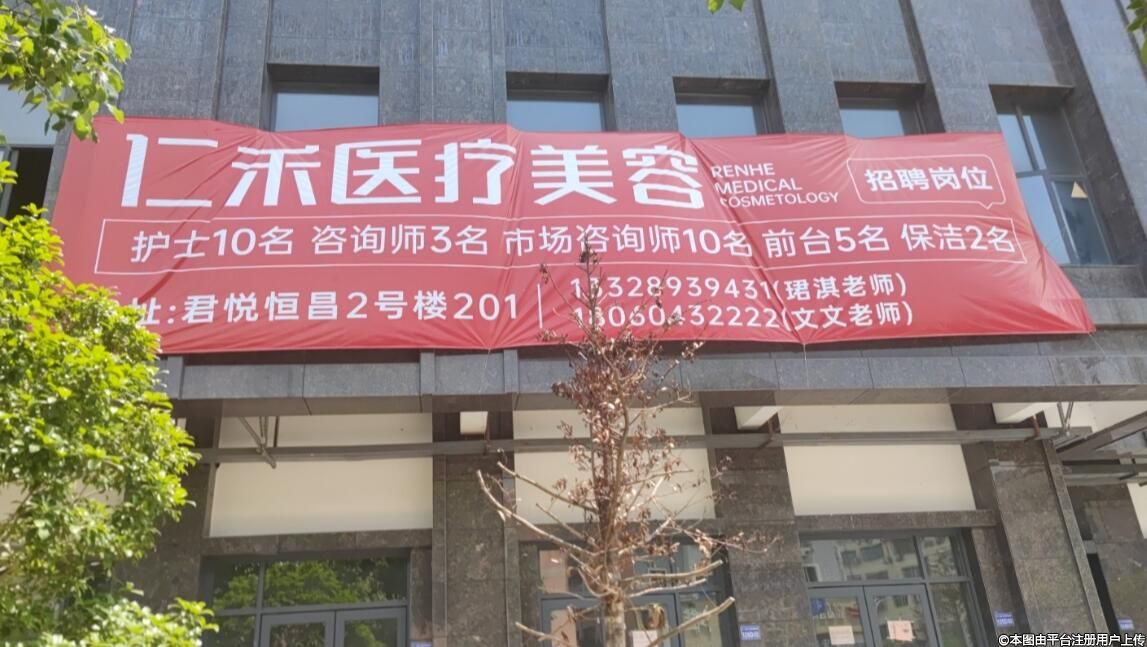 仁禾医疗美容
RENHE
MEDICAL
COSMETOLOGY
招聘岗位
护士10名 咨询师3名 市场咨询师10名 前台5名 保洁2名
址:君悦恒昌2号楼201
13328939431(珺淇老师)
18060432222(文文老师)
©本图由平台注册用户上传